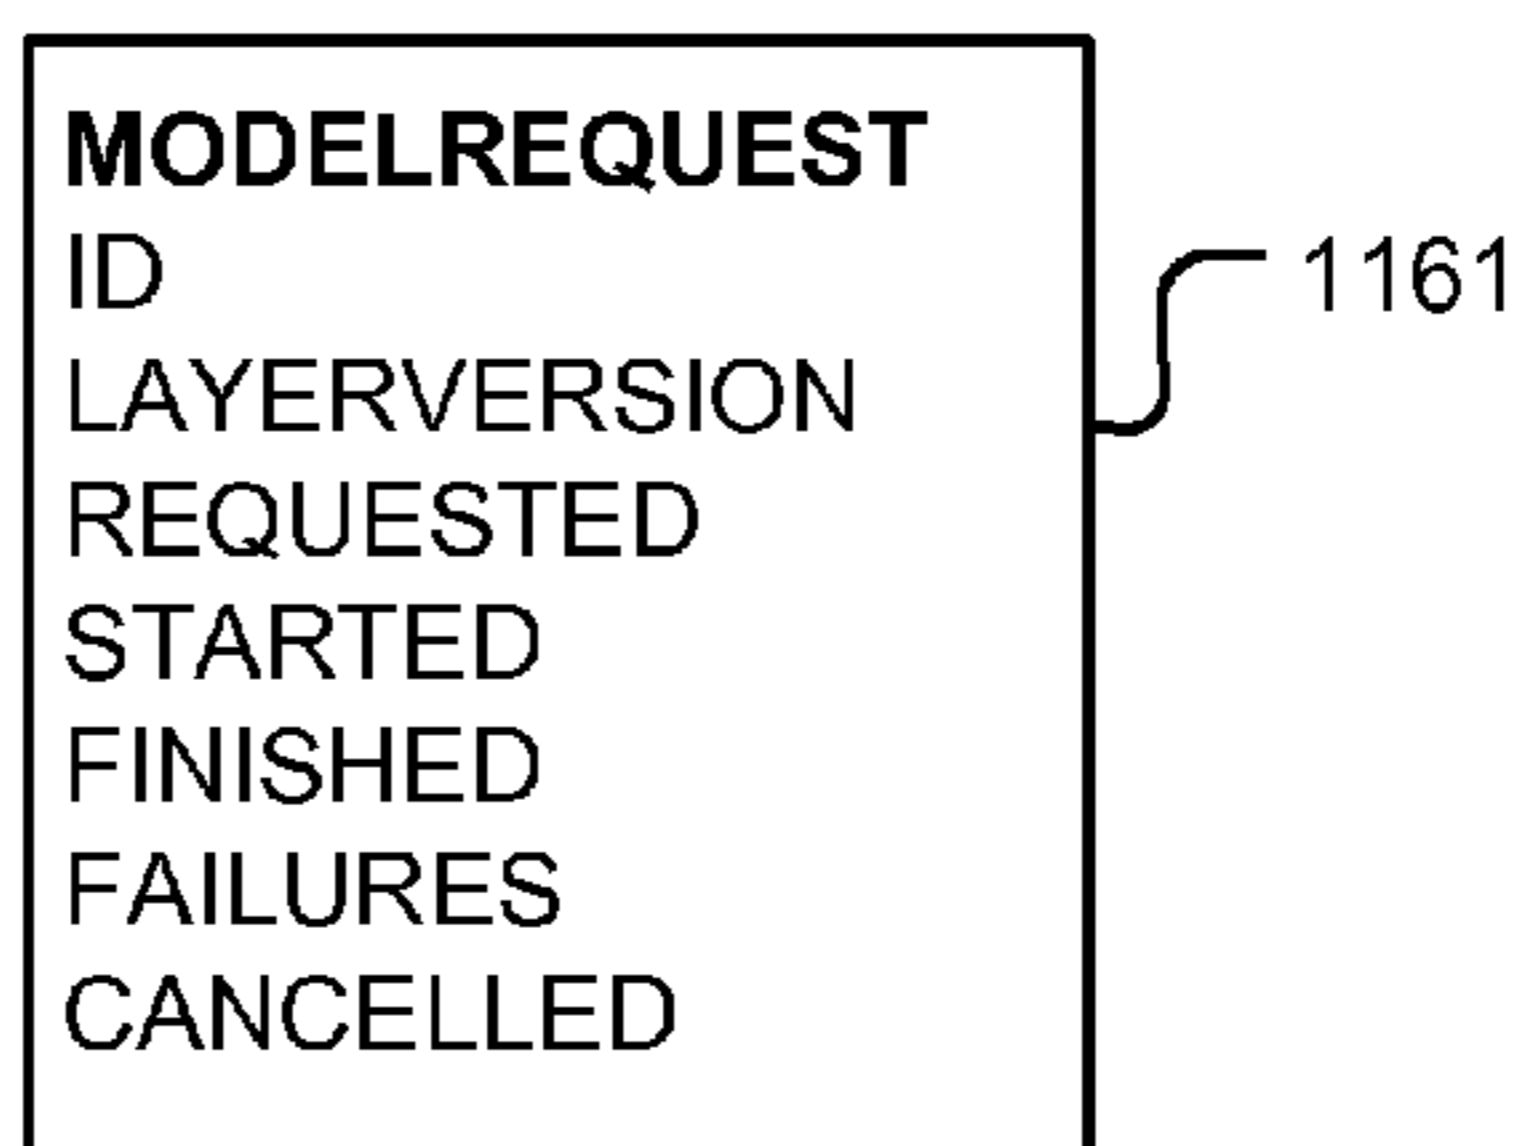 MODELREQUEST
ID
1161
LAYERVERSION
REQUESTED
STARTED
FINISHED
FAILURES
CANCELLED